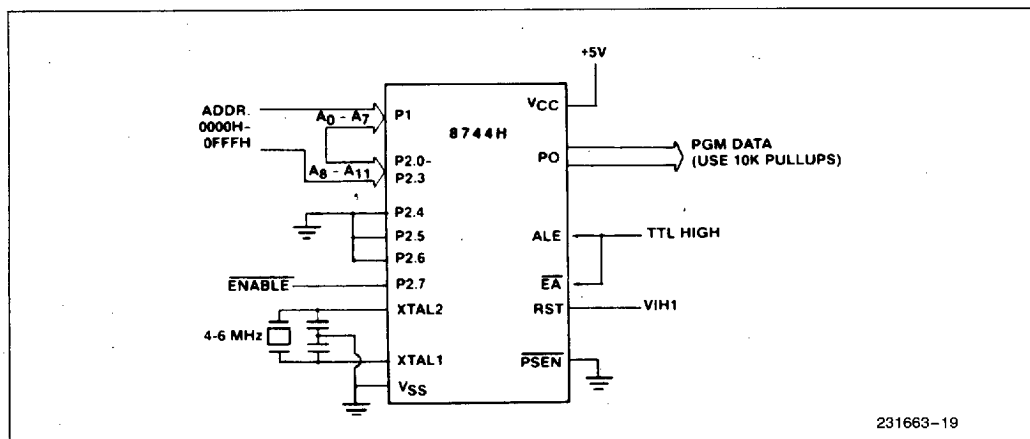 +5V
VCC
ADDR.
0000H-
0FFFH
A0 - A7
P1
8744H
P2.0-
P2.3
A8 - A11
PO
PGM DATA
(USE 10K PULLUPS)
P2.4
P2.5
P2.6
ALE
TTL HIGH
EA
ENABLE
P2.7
RST
VIH1
XTAL2
4-6 MHz
XTAL1
PSEN
VSS
231663-19